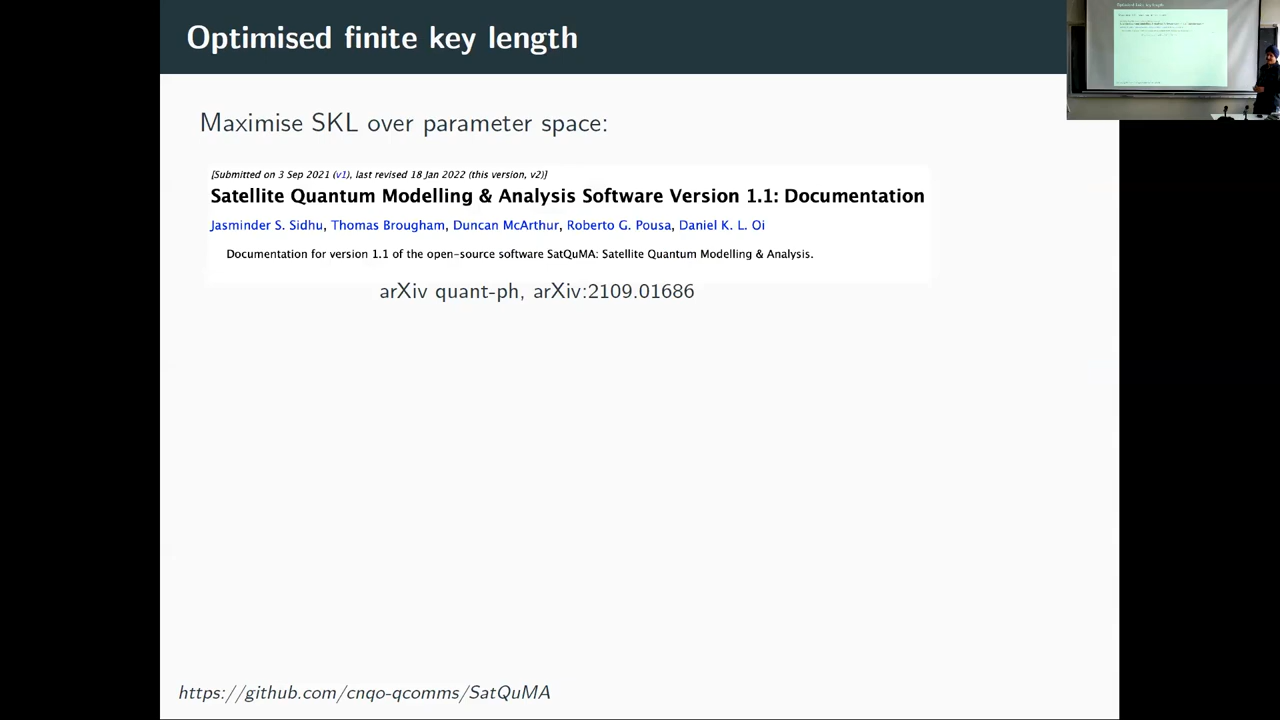 Optimised finite key length
Maximise SKL over parameter space:
[Submitted on 3 Sep 2021 (v1), last revised 18 Jan 2022 (this version, v2)]
Satellite Quantum Modelling & Analysis Software Version 1.1: Documentation
Jasminder S. Sidhu, Thomas Brougham, Duncan McArthur, Roberto G. Pousa, Daniel K. L. Oi
Documentation for version 1.1 of the open-source software SatQuMA: Satellite Quantum Modelling & Analysis.
arXiv quant-ph, arXiv:2109.01686
https://github.com/cnqo-qcomms/SatQuMA